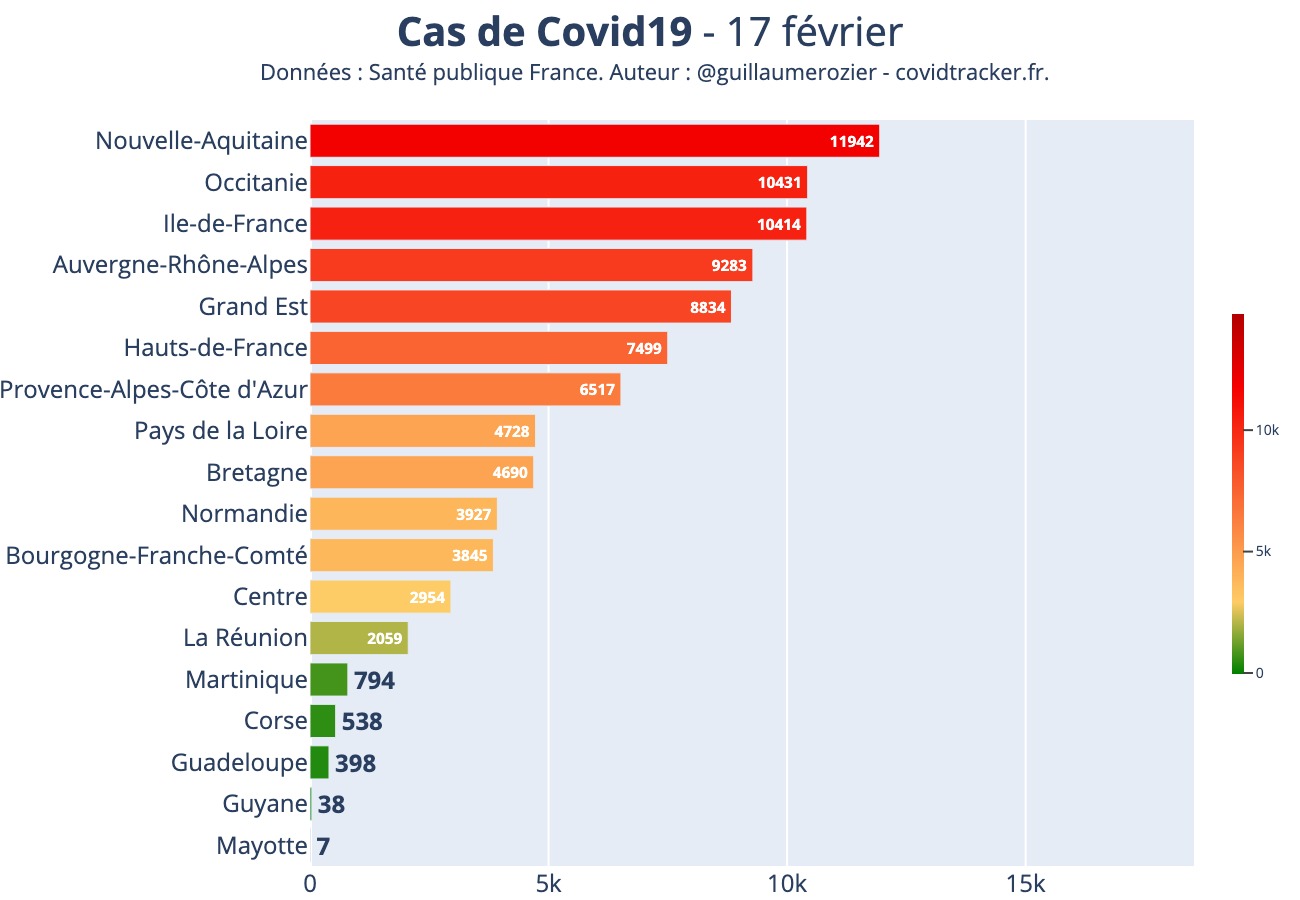 Cas de Covid19 - 17 février
Données : Santé publique France. Auteur : @guillaumerozier - covidtracker.fr.
Nouvelle-Aquitaine 11942
Occitanie 10431
Ile-de-France 10414
Auvergne-Rhône-Alpes 9283
Grand Est 8834
Hauts-de-France 7499
Provence-Alpes-Côte d'Azur 6517
Pays de la Loire 4728
Bretagne 4690
Normandie 3927
Bourgogne-Franche-Comté 3845
Centre 2954
La Réunion 2059
Martinique 794
Corse 538
Guadeloupe 398
Guyane 38
Mayotte 7
0 5k 10k 15k
10k
5k
0